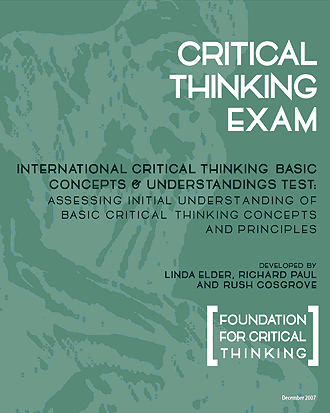 CRITICAL
THINKING
EXAM
INTERNATIONAL CRITICAL THINKING BASIC
CONCEPTS & UNDERSTANDINGS TEST:
ASSESSING INITIAL UNDERSTANDING OF
BASIC CRITICAL THINKING CONCEPTS
AND PRINCIPLES
DEVELOPED BY
LINDA ELDER, RICHARD PAUL
AND RUSH COSGROVE
FOUNDATION
FOR CRITICAL
THINKING
December 2007